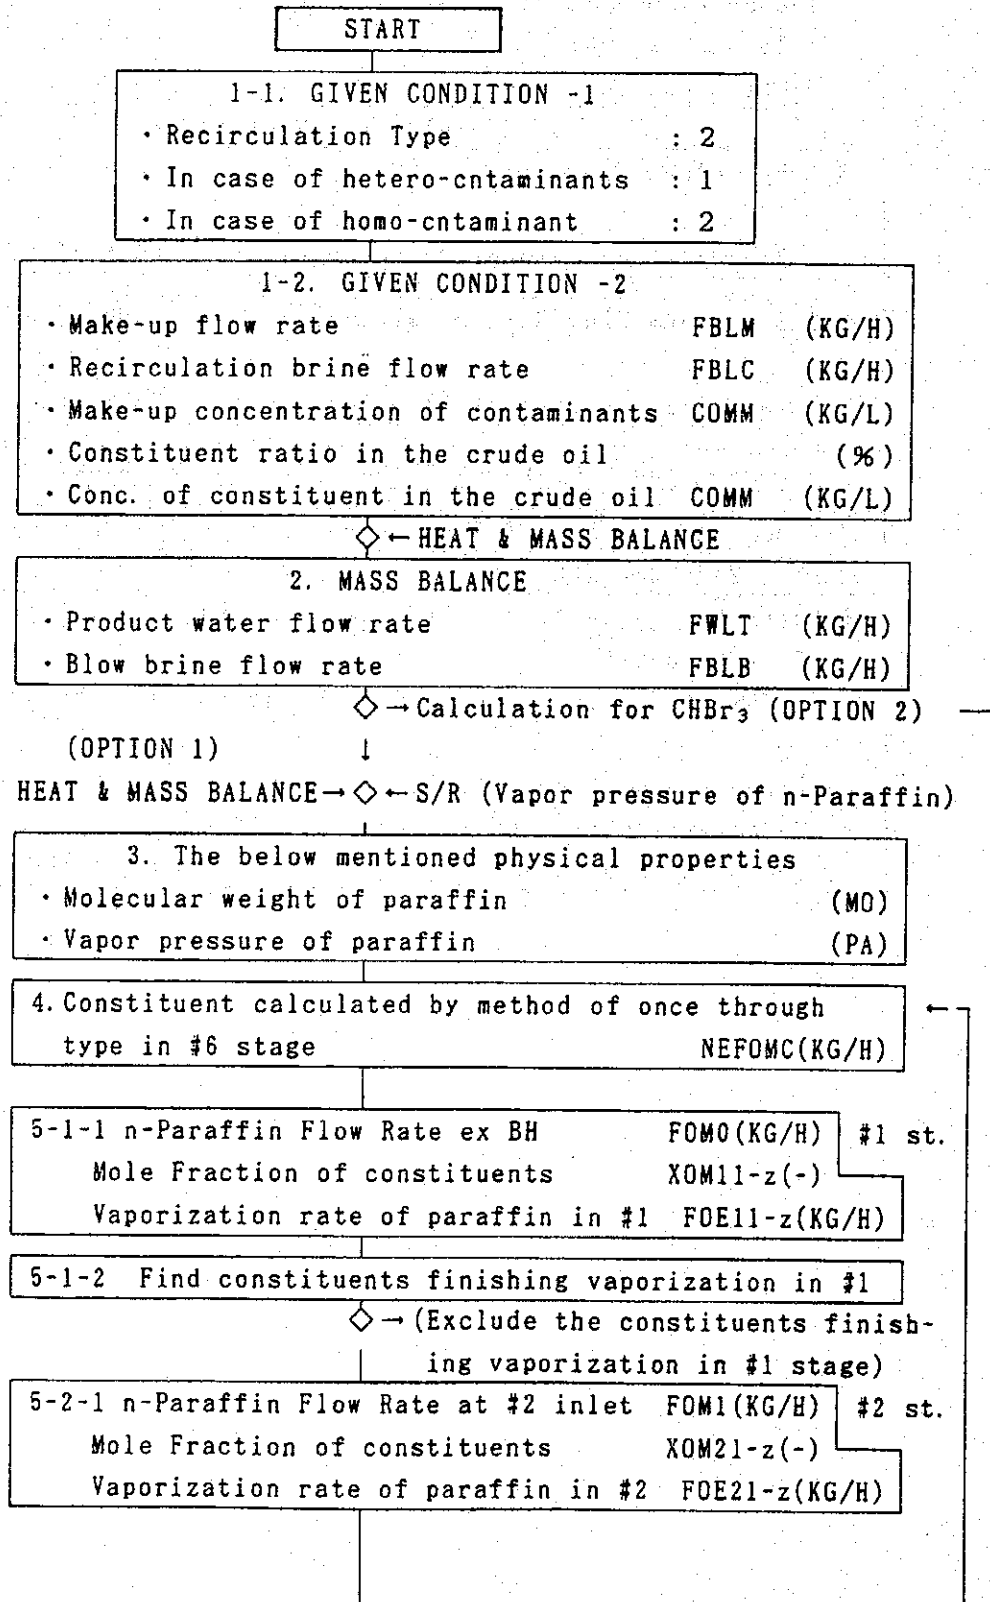 START
1-1. GIVEN CONDITION -1
・Recirculation Type : 2
・In case of hetero-cntaminants : 1
・In case of homo-cntaminant : 2
1-2. GIVEN CONDITION -2
・Make-up flow rate FBLM (KG/H)
・Recirculation brine flow rate FBLC (KG/H)
・Make-up concentration of contaminants COMM (KG/L)
・Constituent ratio in the crude oil (%)
・Conc. of constituent in the crude oil COMM (KG/L)
◇←HEAT & MASS BALANCE
2. MASS BALANCE
・Product water flow rate FWLT (KG/H)
・Blow brine flow rate FBLB (KG/H)
◇→Calculation for CHBr₃ (OPTION 2)
(OPTION 1) ↓
HEAT & MASS BALANCE→◇←S/R (Vapor pressure of n-Paraffin)
3. The below mentioned physical properties
・Molecular weight of paraffin (MO)
・Vapor pressure of paraffin (PA)
4. Constituent calculated by method of once through ←
type in #6 stage NEFOMC(KG/H)
5-1-1 n-Paraffin Flow Rate ex BH FOM0(KG/H) #1 st.
Mole Fraction of constituents XOM11-z(-)
Vaporization rate of paraffin in #1 FOE11-z(KG/H)
5-1-2 Find constituents finishing vaporization in #1
◇→(Exclude the constituents finish-
ing vaporization in #1 stage)
5-2-1 n-Paraffin Flow Rate at #2 inlet FOM1(KG/H) #2 st.
Mole Fraction of constituents XOM21-z(-)
Vaporization rate of paraffin in #2 FOE21-z(KG/H)